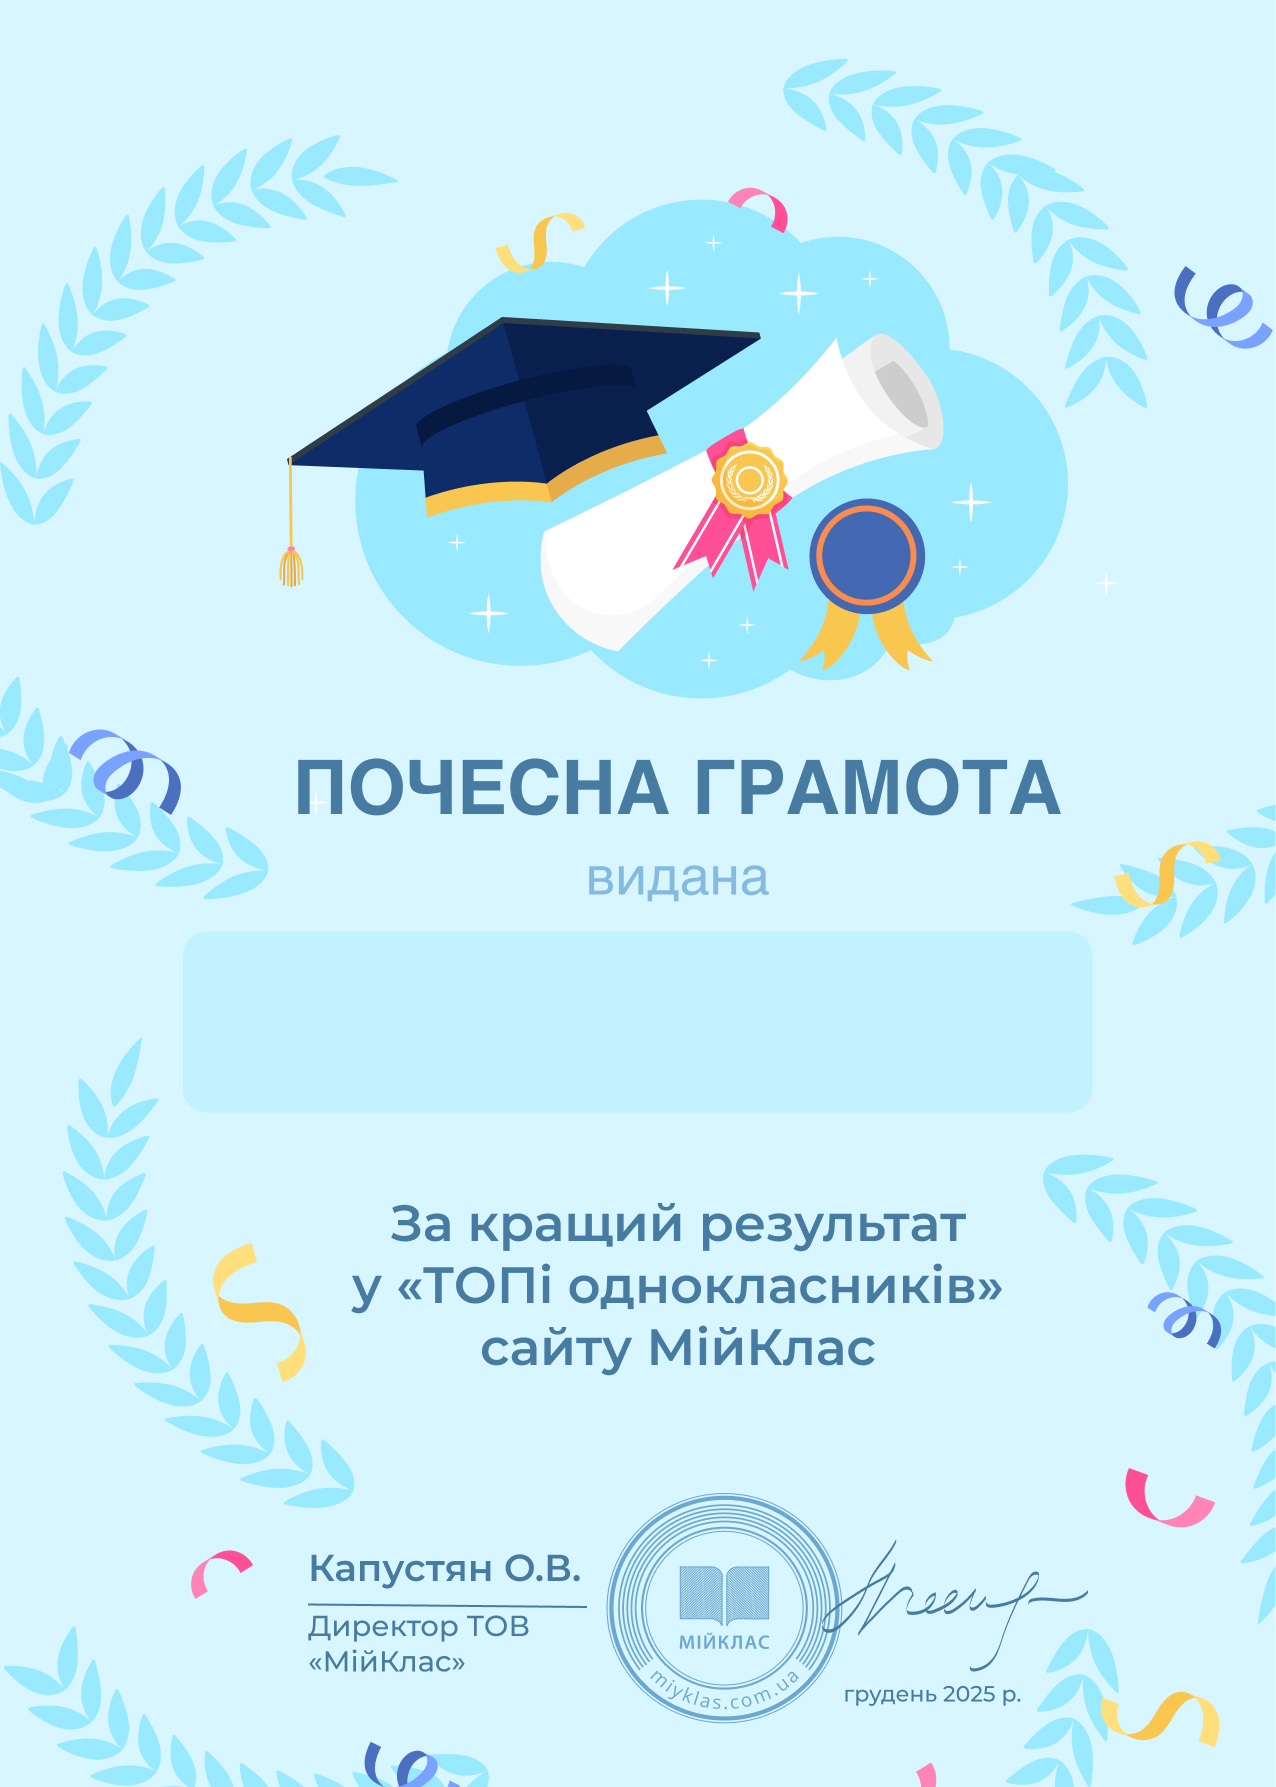 ПОЧЕСНА ГРАМОТА
видана
За кращий результат
у «ТОПі однокласників»
сайту МійКлас
Капустян О.В.
Директор ТОВ
«МійКлас»
МІЙКЛАС
miyklas.com.ua
грудень 2025 р.